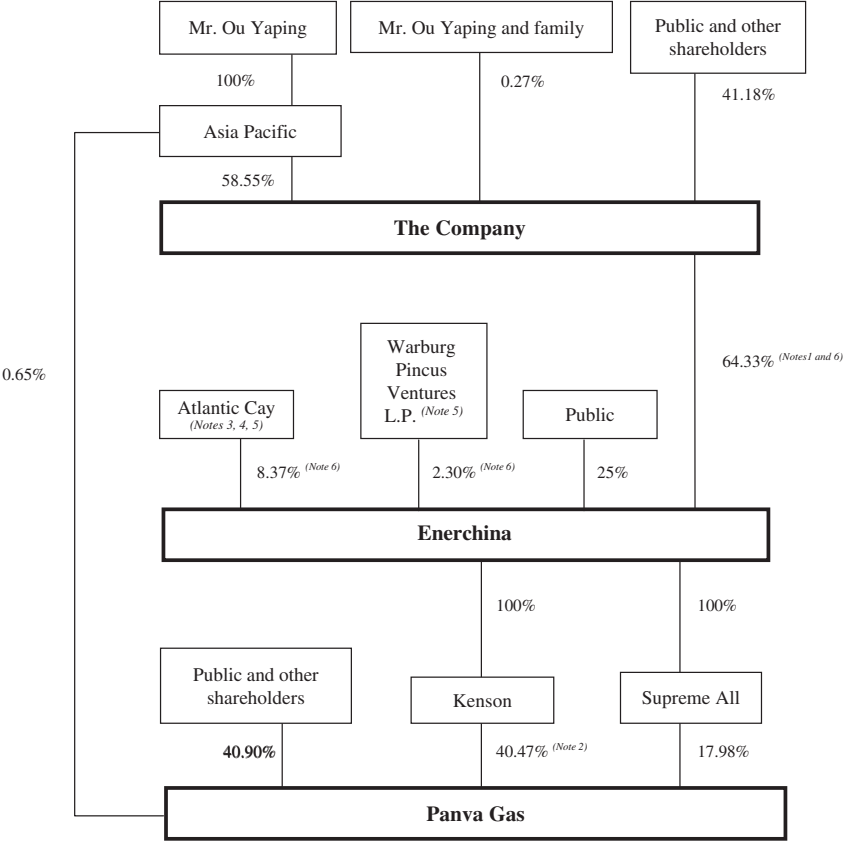 Mr. Ou Yaping
Mr. Ou Yaping and family
Public and other
shareholders
100%
0.27%
41.18%
Asia Pacific
58.55%
The Company
0.65%
64.33% (Notes1 and 6)
Warburg
Pincus
Ventures
L.P. (Note 5)
Atlantic Cay
(Notes 3, 4, 5)
Public
8.37% (Note 6)
2.30% (Note 6)
25%
Enerchina
100%
100%
Public and other
shareholders
Kenson
Supreme All
40.90%
40.47% (Note 2)
17.98%
Panva Gas